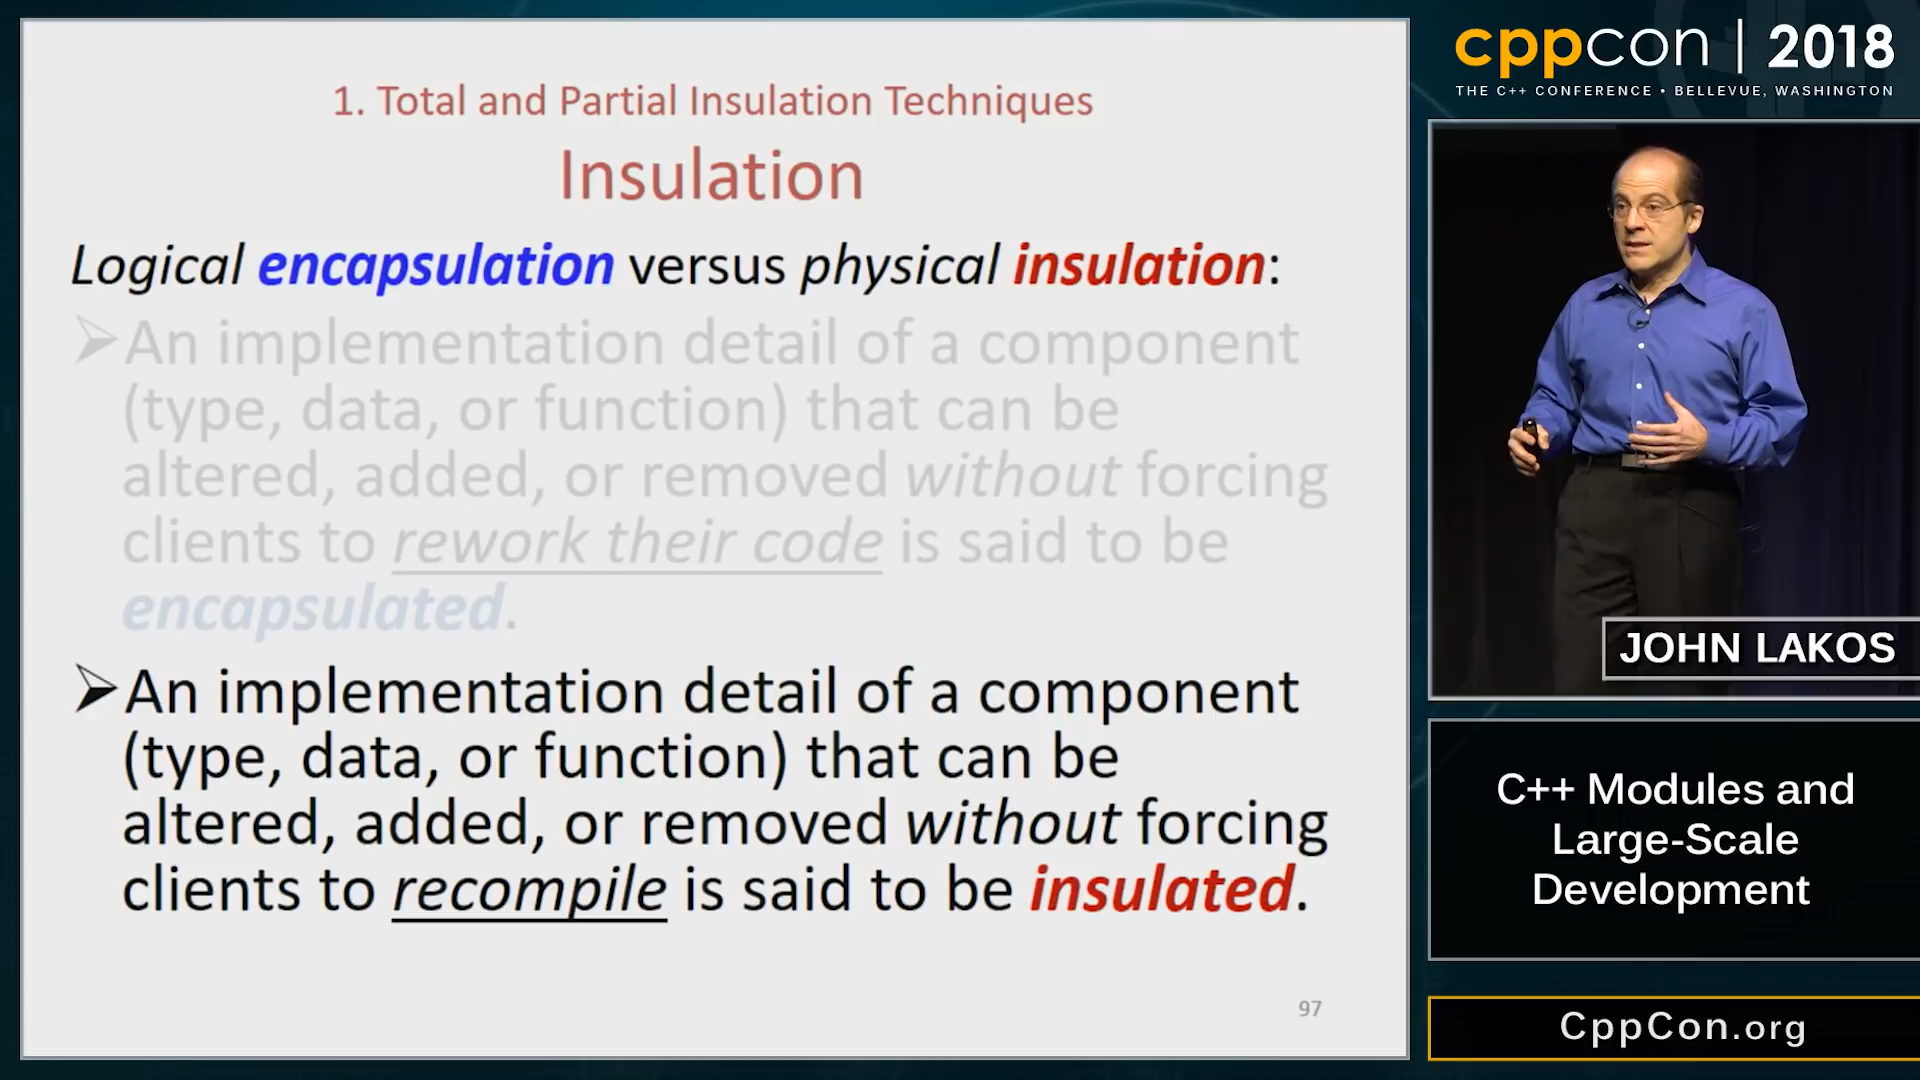 1. Total and Partial Insulation Techniques
Insulation
Logical encapsulation versus physical insulation:
➢An implementation detail of a component
(type, data, or function) that can be
altered, added, or removed without forcing
clients to rework their code is said to be
encapsulated.
➢An implementation detail of a component
(type, data, or function) that can be
altered, added, or removed without forcing
clients to recompile is said to be insulated.
97
cppcon | 2018
THE C++ CONFERENCE • BELLEVUE, WASHINGTON
JOHN LAKOS
C++ Modules and
Large-Scale
Development
CppCon.org